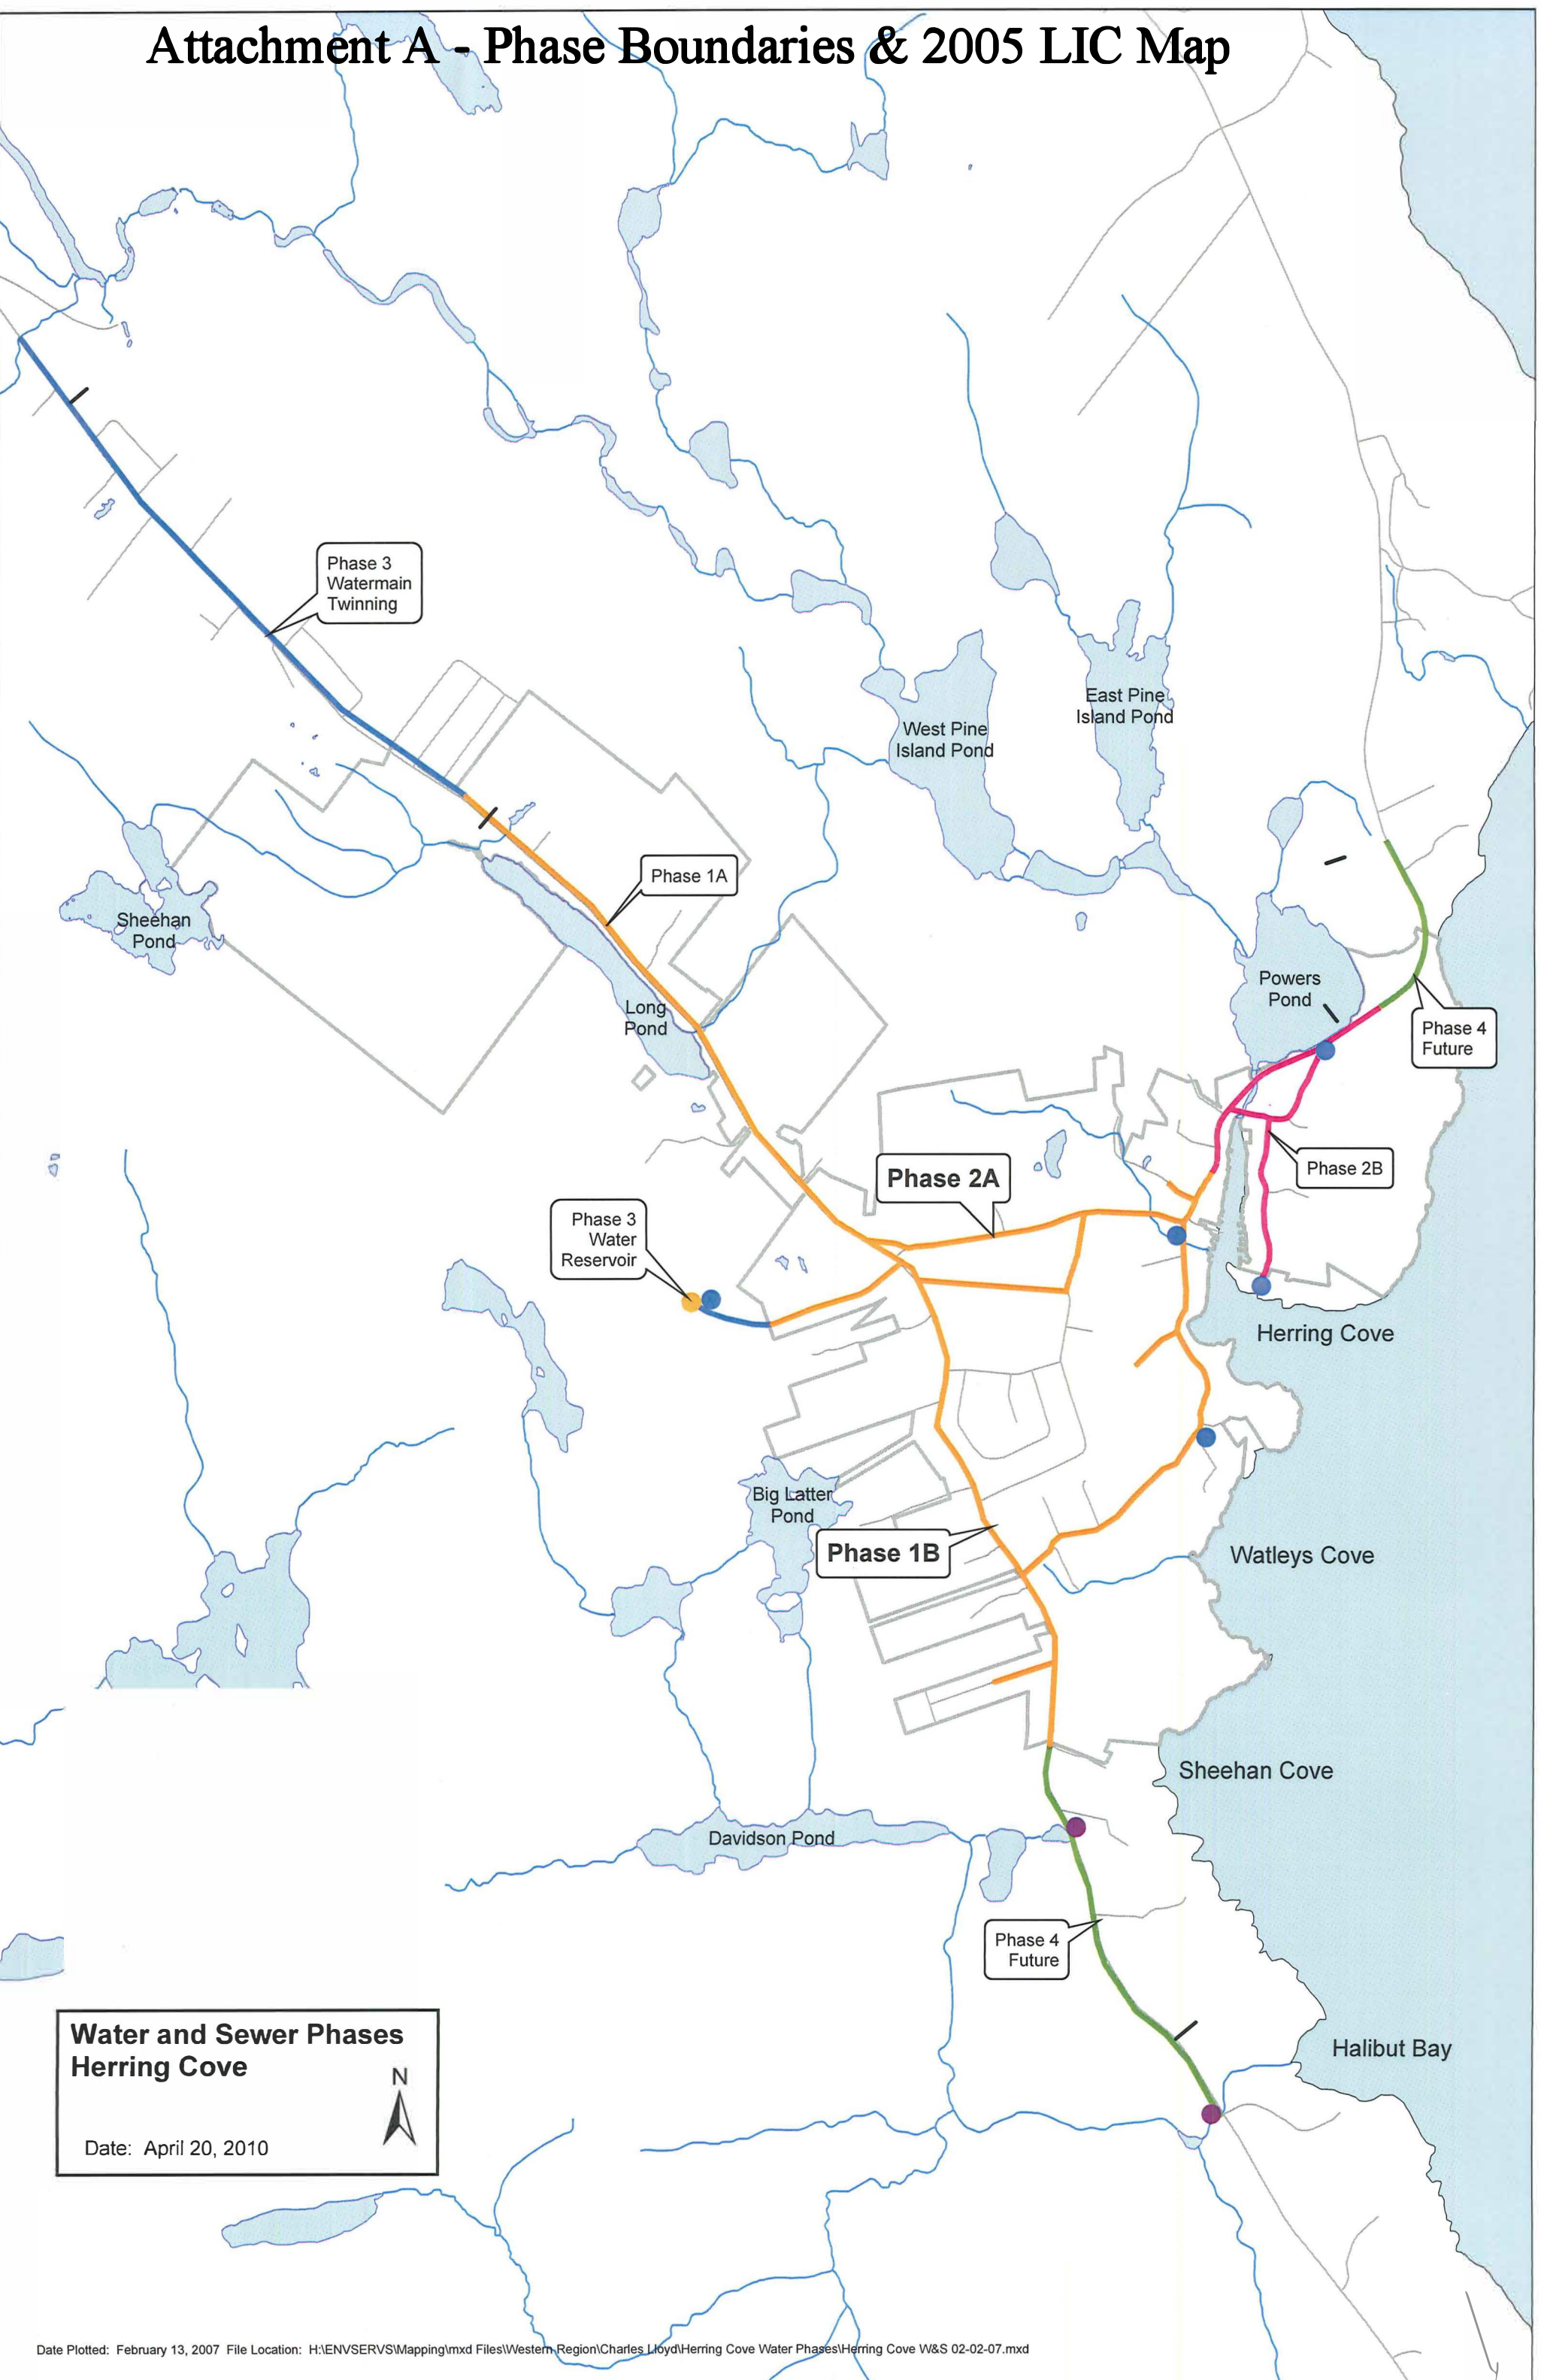 Attachment A - Phase Boundaries & 2005 LIC Map
Phase 3
Watermain
Twinning
East Pine
Island Pond
West Pine
Island Pond
Phase 1A
Sheehan
Pond
Powers
Pond
Long
Pond
Phase 4
Future
Phase 2A
Phase 2B
Phase 3
Water
Reservoir
Herring Cove
Big Latter
Pond
Phase 1B
Watleys Cove
Sheehan Cove
Davidson Pond
Phase 4
Future
Halibut Bay
Water and Sewer Phases
Herring Cove
N
Date: April 20, 2010
Date Plotted: February 13, 2007 File Location: H:\ENVSERVS\Mapping\mxd Files\Western Region\Charles Lloyd\Herring Cove Water Phases\Herring Cove W&S 02-02-07.mxd